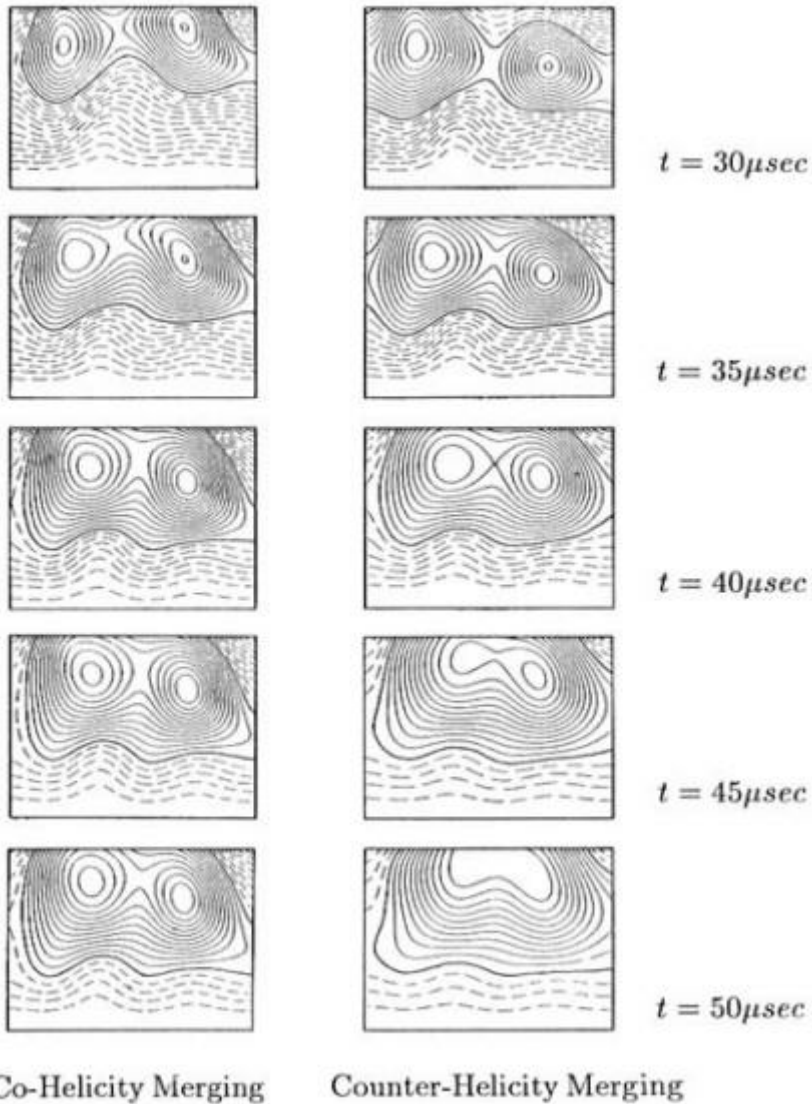 t = 30μsec
t = 35μsec
t = 40μsec
t = 45μsec
t = 50μsec
Co-Helicity Merging
Counter-Helicity Merging